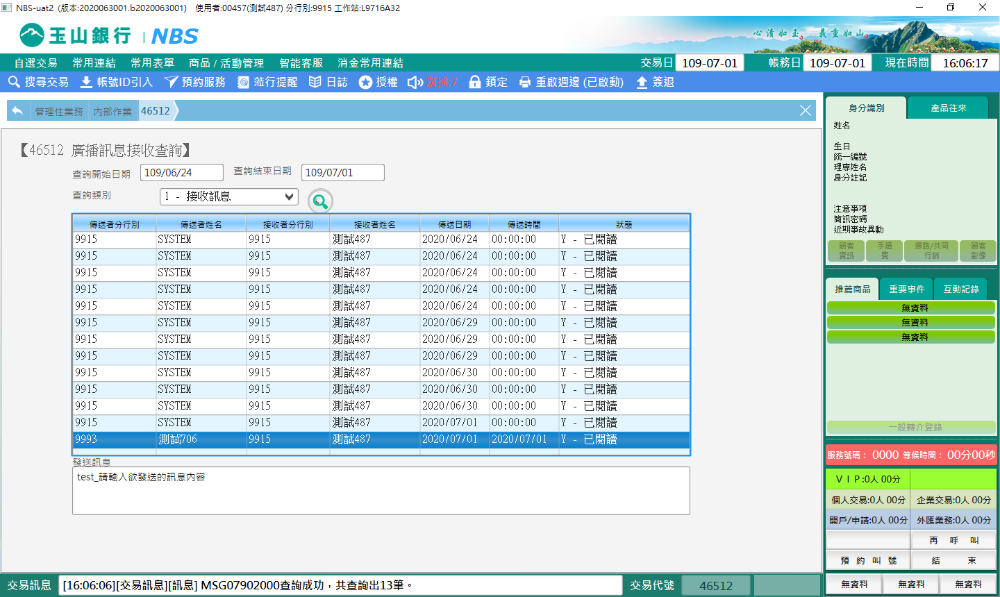 NBS-uat2 (版本:2020063001.b2020063001) 使用者:00457(測試487) 分行別:9915 工作站:L9716A32
玉山銀行 NBS 心清如玉 義重如山
自選交易 常用連結 常用表單 商品 / 活動管理 智能客服 消金常用連結 交易日 109-07-01 帳務日 109-07-01 現在時間 16:06:17
搜尋交易 帳號ID引入 預約服務 蒞行提醒 日誌 授權 廣播:7 鎖定 重啟週邊 (已啟動) 簽退
管理性業務 內部作業 46512
【46512 廣播訊息接收查詢】
查詢開始日期 109/06/24 查詢結束日期 109/07/01
查詢類別 1 - 接收訊息
傳送者分行別 傳送者姓名 接收者分行別 接收者姓名 傳送日期 傳送時間 狀態
9915 SYSTEM 9915 測試487 2020/06/24 00:00:00 Y - 已閱讀
9915 SYSTEM 9915 測試487 2020/06/24 00:00:00 Y - 已閱讀
9915 SYSTEM 9915 測試487 2020/06/24 00:00:00 Y - 已閱讀
9915 SYSTEM 9915 測試487 2020/06/24 00:00:00 Y - 已閱讀
9915 SYSTEM 9915 測試487 2020/06/24 00:00:00 Y - 已閱讀
9915 SYSTEM 9915 測試487 2020/06/29 00:00:00 Y - 已閱讀
9915 SYSTEM 9915 測試487 2020/06/29 00:00:00 Y - 已閱讀
9915 SYSTEM 9915 測試487 2020/06/29 00:00:00 Y - 已閱讀
9915 SYSTEM 9915 測試487 2020/06/30 00:00:00 Y - 已閱讀
9915 SYSTEM 9915 測試487 2020/06/30 00:00:00 Y - 已閱讀
9915 SYSTEM 9915 測試487 2020/06/30 00:00:00 Y - 已閱讀
9915 SYSTEM 9915 測試487 2020/07/01 00:00:00 Y - 已閱讀
9993 測試706 9915 測試487 2020/07/01 2020/07/01 Y - 已閱讀
發送訊息
test_請輸入欲發送的訊息內容
交易訊息 [16:06:06][交易訊息][訊息] MSG07902000查詢成功，共查詢出13筆。 交易代號 46512
身分識別 產品往來
姓名
生日
統一編號
理專姓名
身分註記
注意事項
簡訊密碼
近期事故異動
顧客資訊 手續費 通路/共同行銷 顧客影像
推薦商品 重要事件 互動記錄
無資料
無資料
無資料
一般轉介登錄
服務號碼： 0000 等候時間： 00分00秒
ＶＩＰ:0人 00分
個人交易:0人 00分 企業交易:0人 00分
開戶/申請:0人 00分 外匯業務:0人 00分
再 呼 叫
預 約 叫 號 結 束
無資料 無資料 無資料